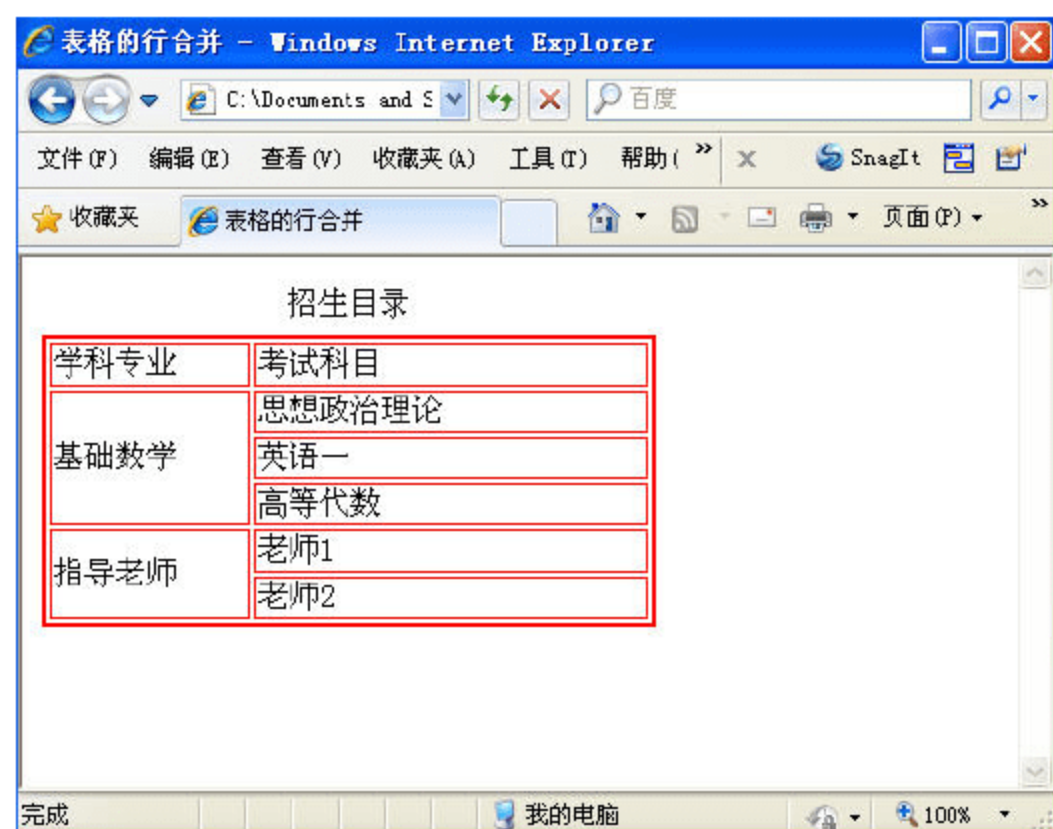 表格的行合并 - Windows Internet Explorer
C:\Documents and S 百度
文件(F) 编辑(E) 查看(V) 收藏夹(A) 工具(T) 帮助( » x SnagIt
收藏夹 表格的行合并 页面(P) »
招生目录
学科专业 考试科目
基础数学 思想政治理论
英语一
高等代数
指导老师 老师1
老师2
完成 我的电脑 100%